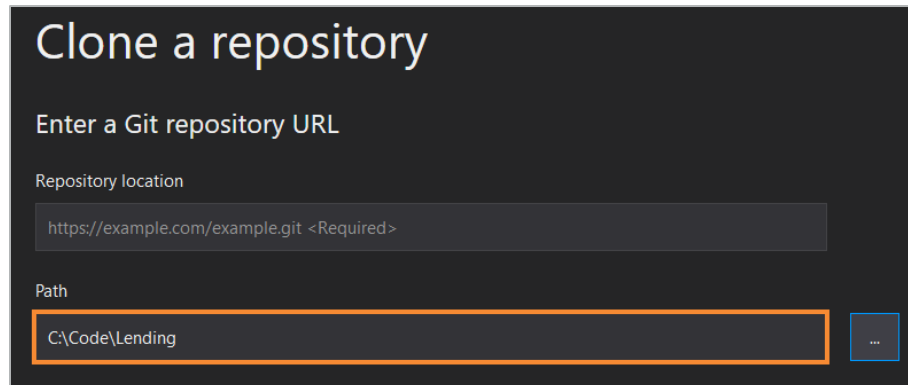 Clone a repository
Enter a Git repository URL
Repository location
https://example.com/example.git <Required>
Path
C:\Code\Lending
...